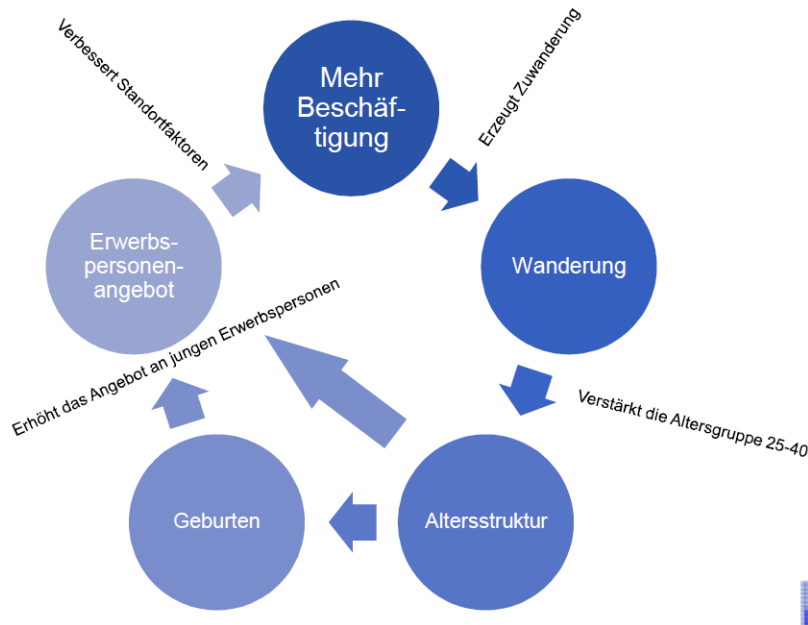 Verbessert Standortfaktoren
Mehr
Beschäf-
tigung
Erzeugt Zuwanderung
Erwerbs-
personen-
angebot
Wanderung
Erhöht das Angebot an jungen Erwerbspersonen
Verstärkt die Altersgruppe 25-40
Geburten
Altersstruktur